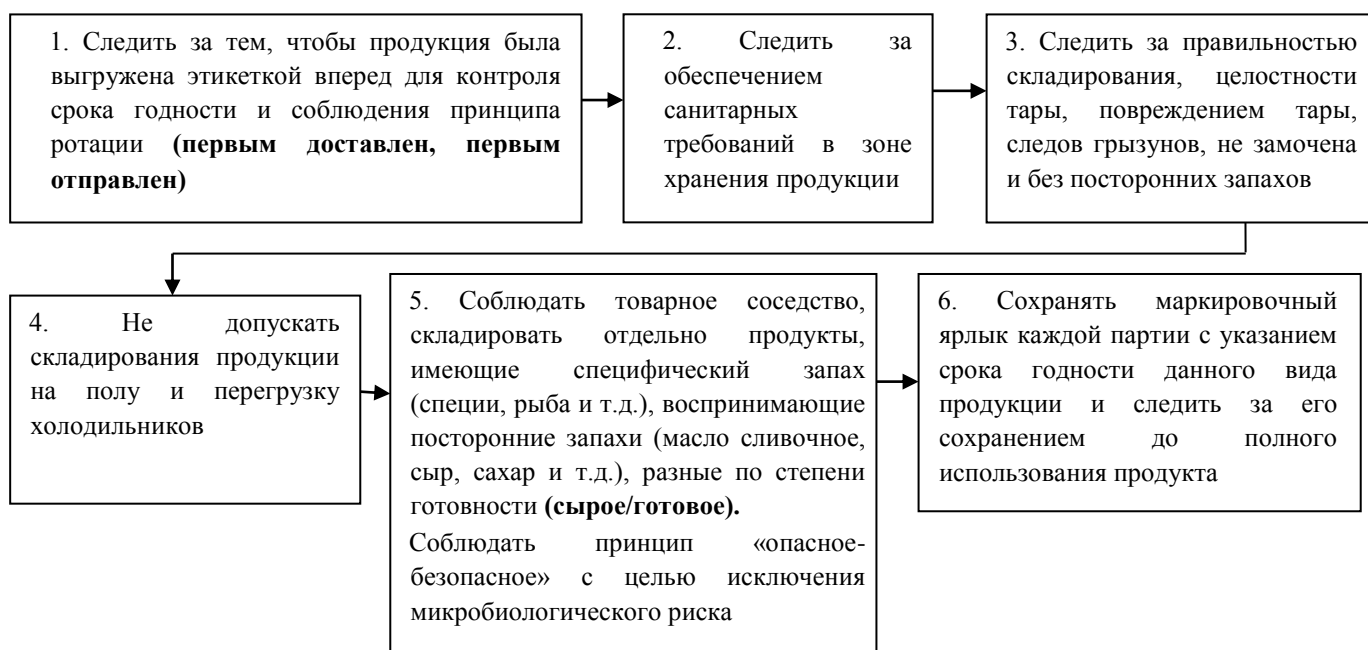 1. Следить за тем, чтобы продукция была
выгружена этикеткой вперед для контроля
срока годности и соблюдения принципа
ротации (первым доставлен, первым
отправлен)
2. Следить за
обеспечением
санитарных
требований в зоне
хранения продукции
3. Следить за правильностью
складирования, целостности
тары, повреждением тары,
следов грызунов, не замочена
и без посторонних запахов
4. Не допускать
складирования продукции
на полу и перегрузку
холодильников
5. Соблюдать товарное соседство,
складировать отдельно продукты,
имеющие специфический запах
(специи, рыба и т.д.), воспринимающие
посторонние запахи (масло сливочное,
сыр, сахар и т.д.), разные по степени
готовности (сырое/готовое).
Соблюдать принцип «опасное-
безопасное» с целью исключения
микробиологического риска
6. Сохранять маркировочный
ярлык каждой партии с указанием
срока годности данного вида
продукции и следить за его
сохранением до полного
использования продукта